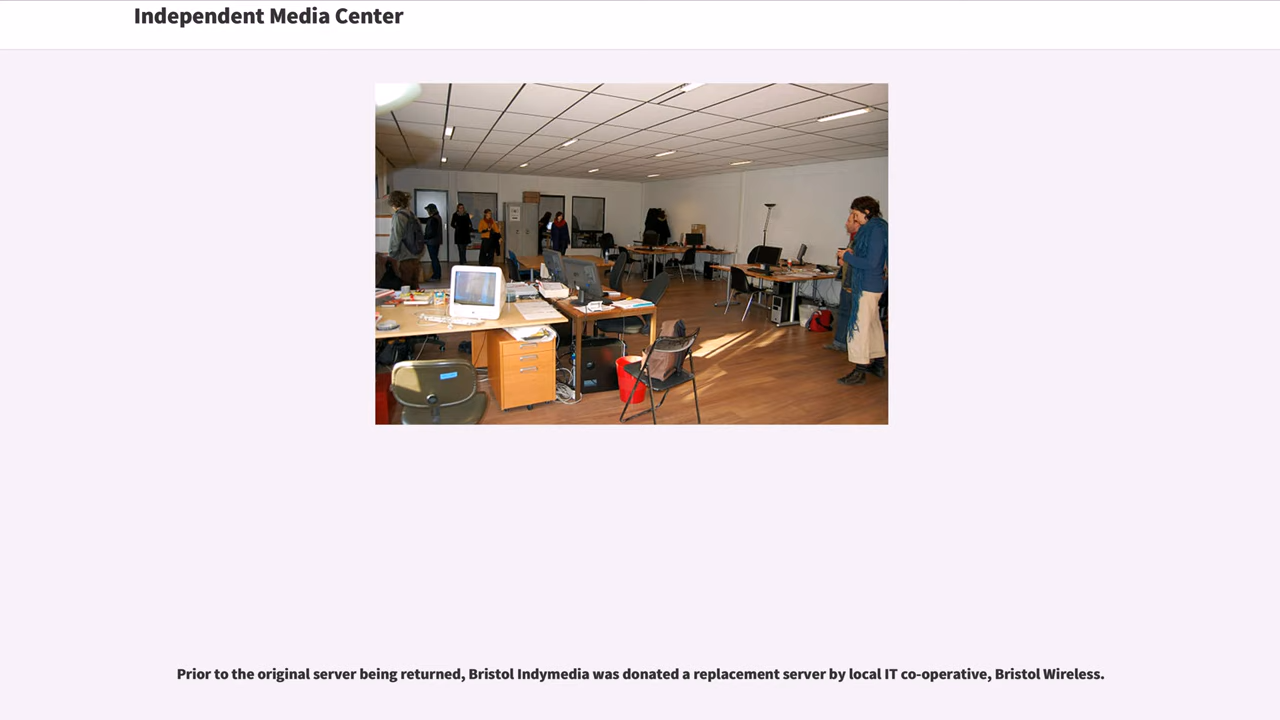 Independent Media Center
Prior to the original server being returned, Bristol Indymedia was donated a replacement server by local IT co-operative, Bristol Wireless.